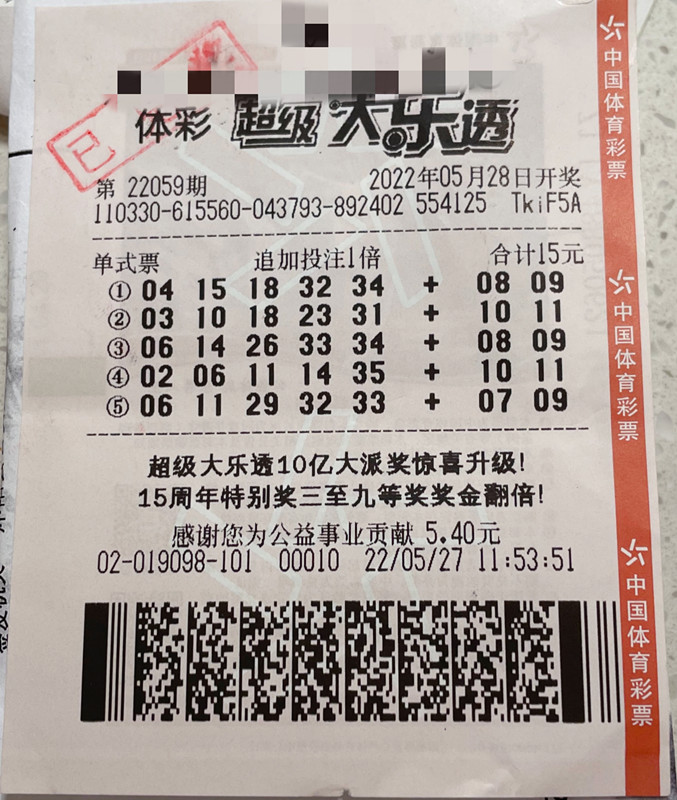 已
体彩 超级大乐透
第 22059期 2022年05月28日开奖
110330-615560-043793-892402 554125 TkiF5A
单式票 追加投注1倍 合计15元
① 04 15 18 32 34 + 08 09
② 03 10 18 23 31 + 10 11
③ 06 14 26 33 34 + 08 09
④ 02 06 11 14 35 + 10 11
⑤ 06 11 29 32 33 + 07 09
超级大乐透10亿大派奖惊喜升级!
15周年特别奖三至九等奖奖金翻倍!
感谢您为公益事业贡献 5.40元
02-019098-101 00010 22/05/27 11:53:51
中国体育彩票
中国体育彩票
中国体育彩票